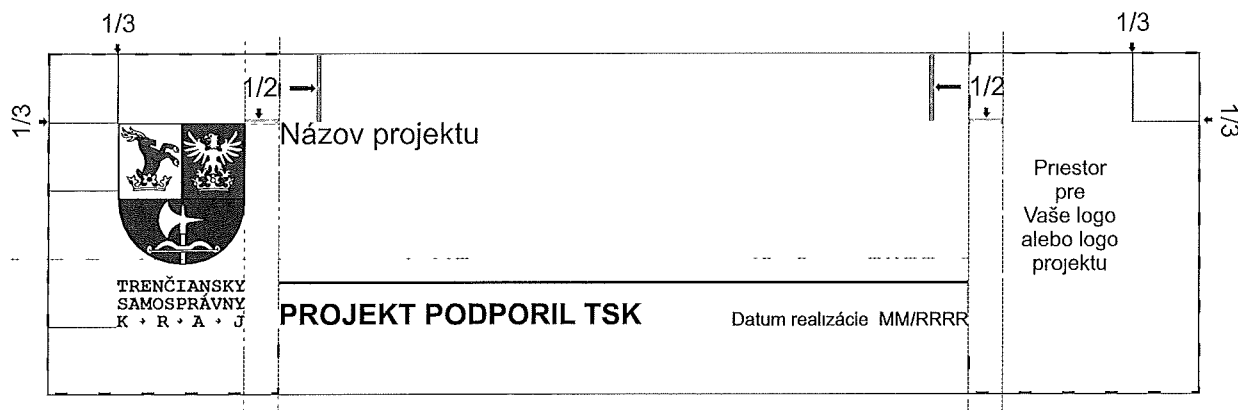 1/3
1/3
1/2
1/2
1/3
1/3
Názov projektu
Priestor
pre
Vaše logo
alebo logo
projektu
TRENČIANSKY
SAMOSPRÁVNY
K + R + A + J
PROJEKT PODPORIL TSK
Datum realizácie MM/RRRR